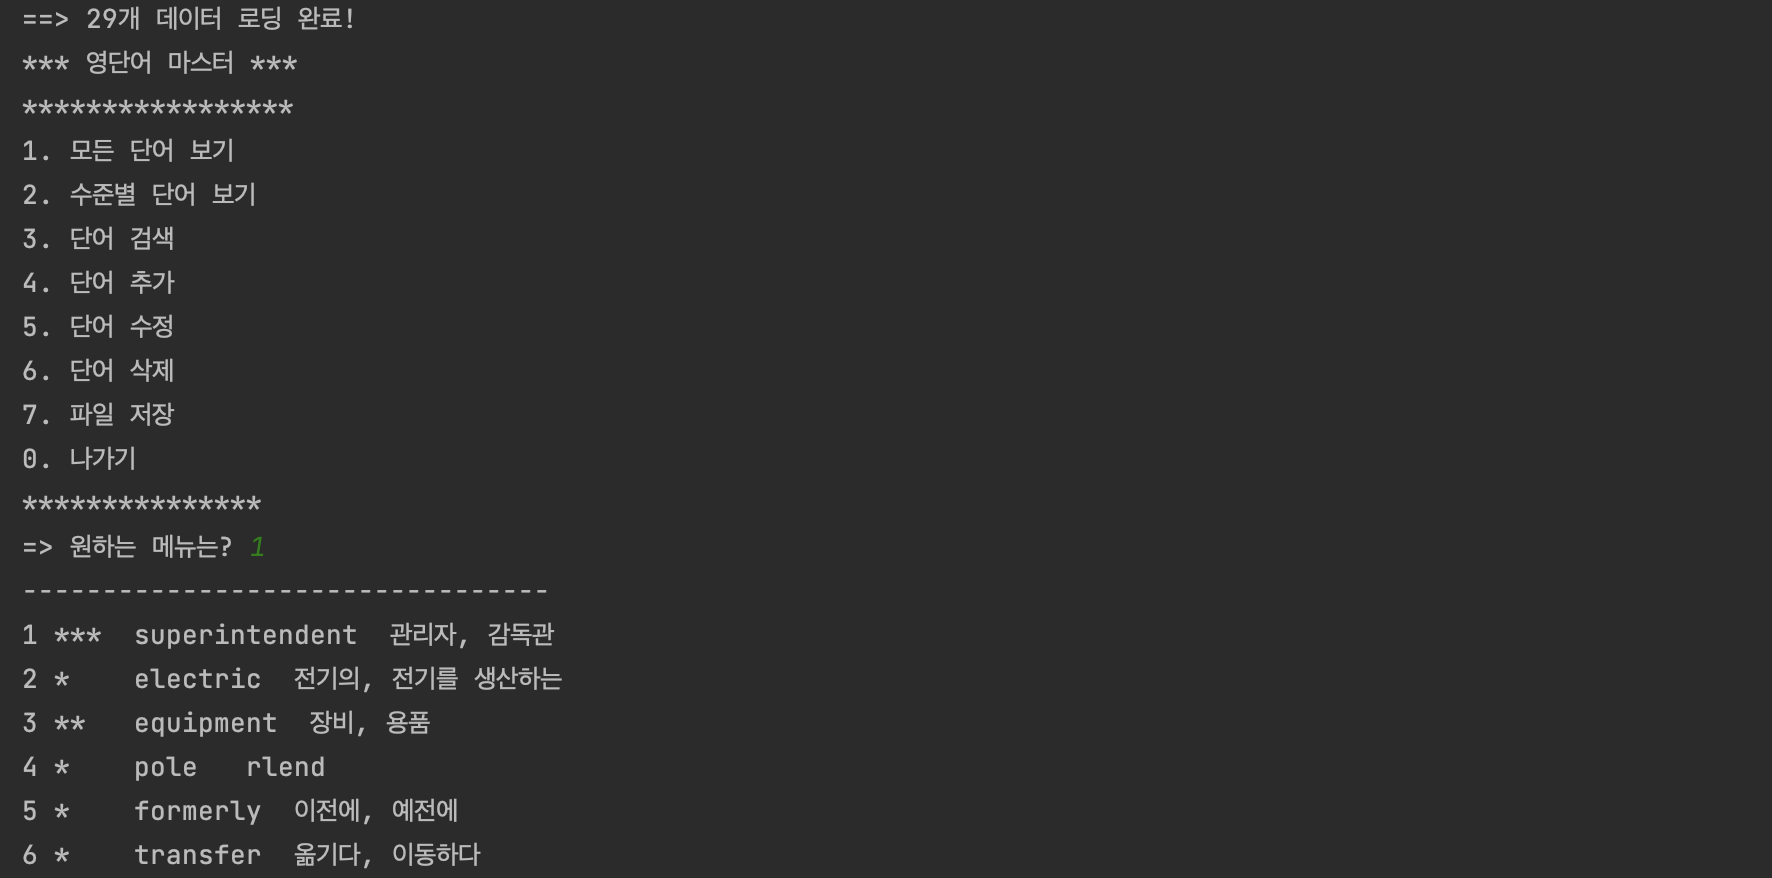 ==> 29개 데이터 로딩 완료!
*** 영단어 마스터 ***
*****************
1. 모든 단어 보기
2. 수준별 단어 보기
3. 단어 검색
4. 단어 추가
5. 단어 수정
6. 단어 삭제
7. 파일 저장
0. 나가기
***************
=> 원하는 메뉴는? 1
---------------------------------
1 ***  superintendent  관리자, 감독관
2 *    electric  전기의, 전기를 생산하는
3 **   equipment  장비, 용품
4 *    pole   rlend
5 *    formerly  이전에, 예전에
6 *    transfer  옮기다, 이동하다